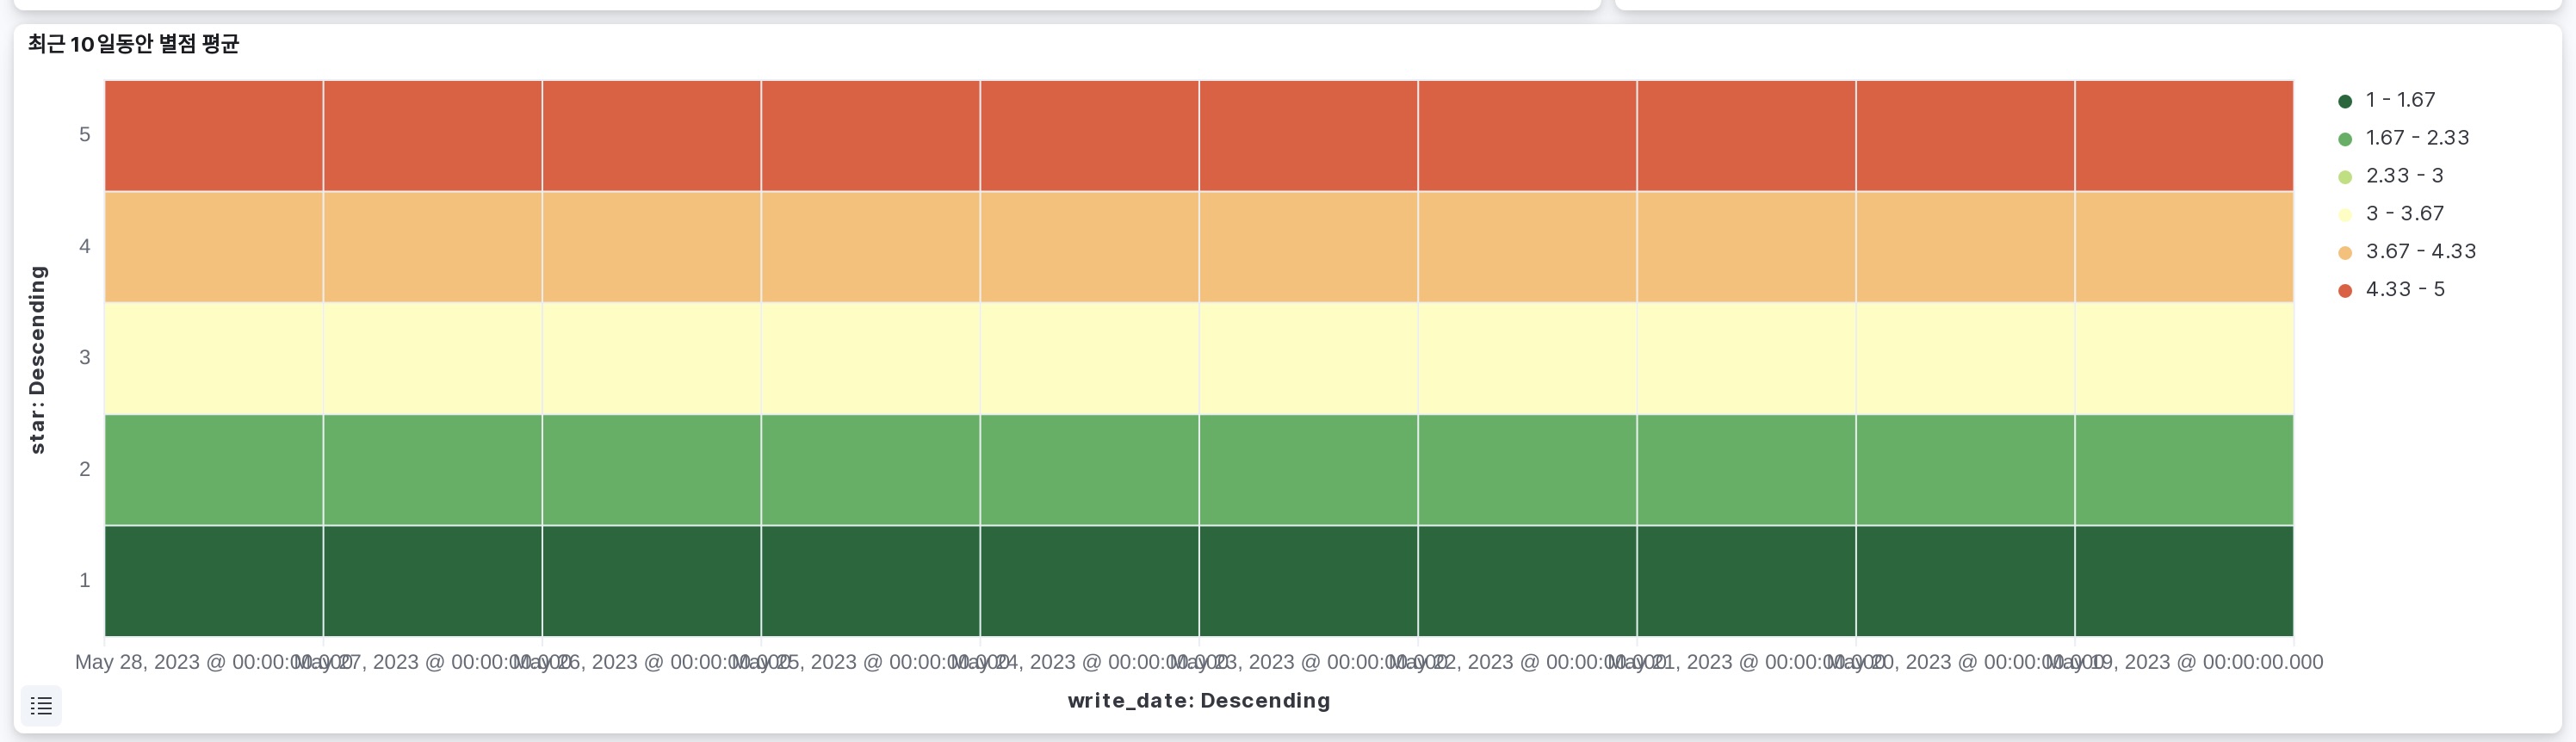 최근 10일동안 별점 평균
5
4
3
2
1
star: Descending
1 - 1.67
1.67 - 2.33
2.33 - 3
3 - 3.67
3.67 - 4.33
4.33 - 5
May 28, 2023 @ 00:00:00.000
May 27, 2023 @ 00:00:00.000
May 26, 2023 @ 00:00:00.000
May 25, 2023 @ 00:00:00.000
May 24, 2023 @ 00:00:00.000
May 23, 2023 @ 00:00:00.000
May 22, 2023 @ 00:00:00.000
May 21, 2023 @ 00:00:00.000
May 20, 2023 @ 00:00:00.000
May 19, 2023 @ 00:00:00.000
write_date: Descending